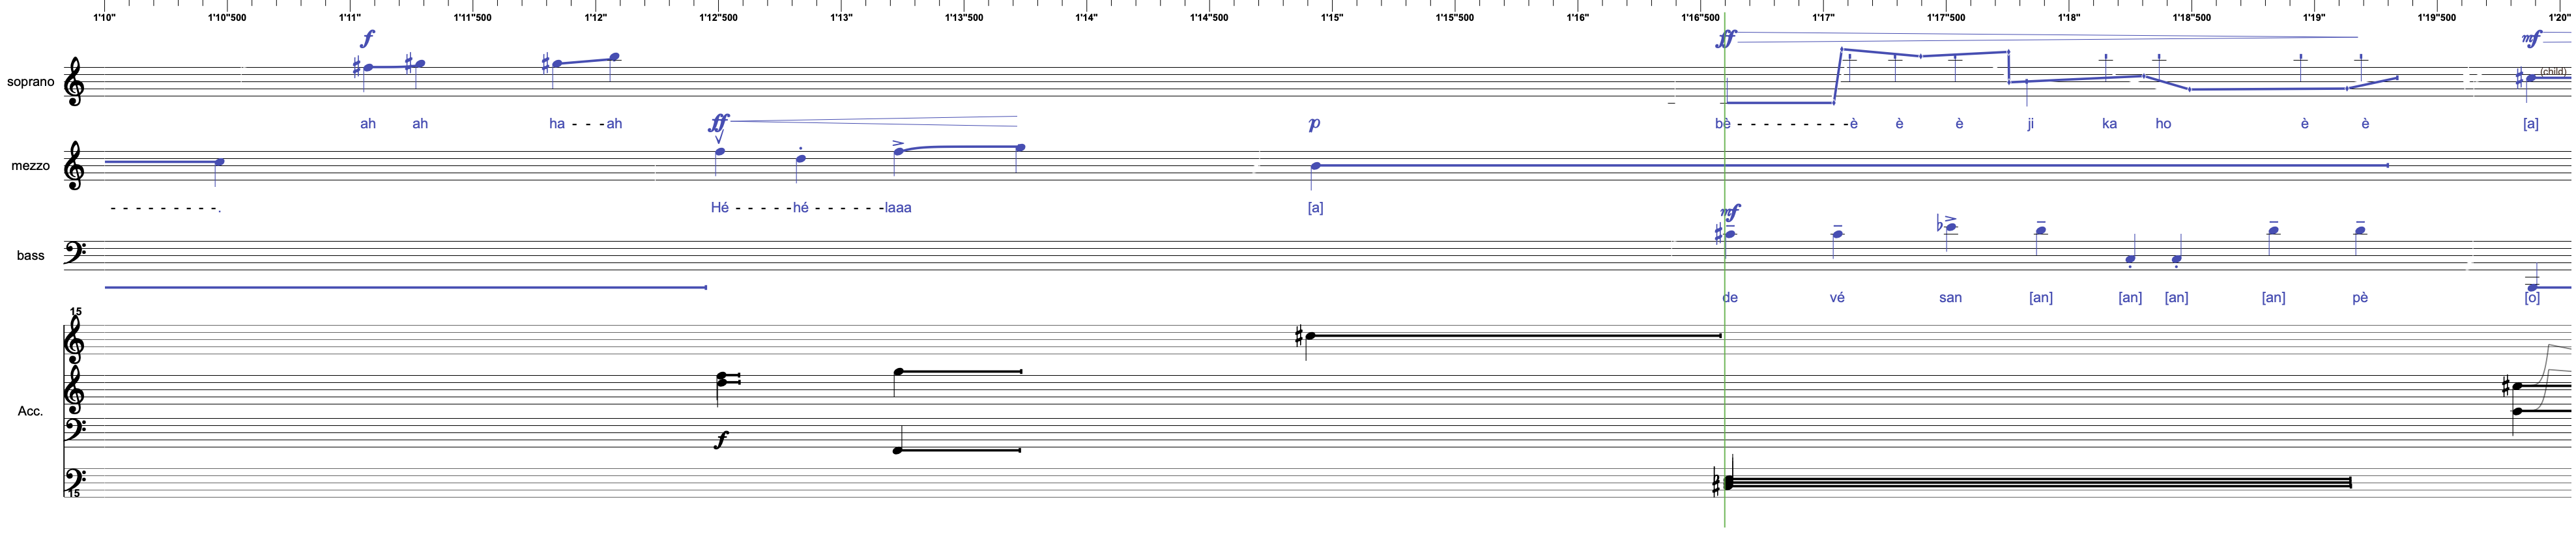 1'10" 1'10"500 1'11" 1'11"500 1'12" 1'12"500 1'13" 1'13"500 1'14" 1'14"500 1'15" 1'15"500 1'16" 1'16"500 1'17" 1'17"500 1'18" 1'18"500 1'19" 1'19"500 1'20"
f ff mf
soprano (child)
ah ah ha - - - ah bè - - - - - - - - - - - è è è ji ka ho è è [a]
ff p
mezzo
- - - - - - - - - . Hé - - - - - hé - - - - - - - laaa [a]
mf
bass
de vé san [an] [an] [an] [an] pè [o]
15
Acc.
f
15